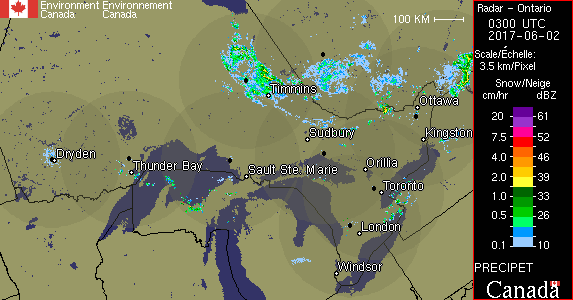 Environment Environnement
Canada Canada
100 KM
Timmins
Ottawa
Sudbury
Kingston
Dryden
Thunder Bay
Sault Ste. Marie
Orillia
Toronto
London
Windsor
Radar - Ontario
0300 UTC
2017-06-02
Scale/Échelle:
3.5 km/Pixel
Snow/Neige
cm/hr dBZ
20 61
7.5 52
4.0 46
2.0 39
1.0 33
0.5 26
0.1 10
PRECIPET
Canada